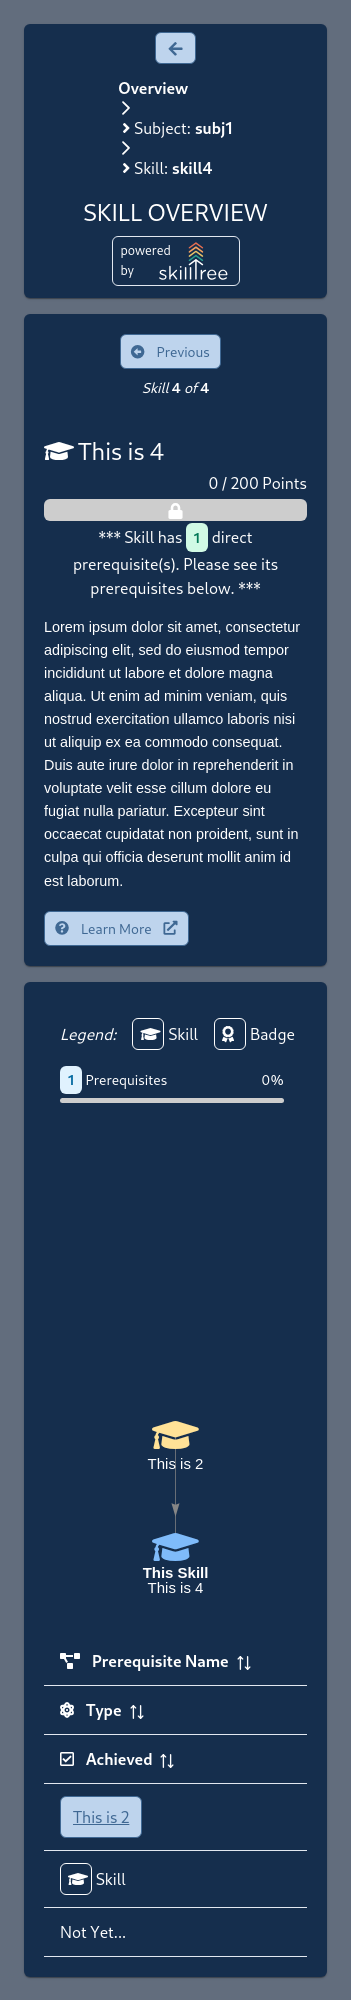 Overview
Subject: subj1
Skill: skill4
SKILL OVERVIEW
powered
by
skilltree
Previous
Skill 4 of 4
This is 4
0 / 200 Points
*** Skill has 1 direct
prerequisite(s). Please see its
prerequisites below. ***
Lorem ipsum dolor sit amet, consectetur
adipiscing elit, sed do eiusmod tempor
incididunt ut labore et dolore magna
aliqua. Ut enim ad minim veniam, quis
nostrud exercitation ullamco laboris nisi
ut aliquip ex ea commodo consequat.
Duis aute irure dolor in reprehenderit in
voluptate velit esse cillum dolore eu
fugiat nulla pariatur. Excepteur sint
occaecat cupidatat non proident, sunt in
culpa qui officia deserunt mollit anim id
est laborum.
Learn More
Legend: Skill Badge
1 Prerequisites 0%
This is 2
This Skill
This is 4
Prerequisite Name
Type
Achieved
This is 2
Skill
Not Yet...